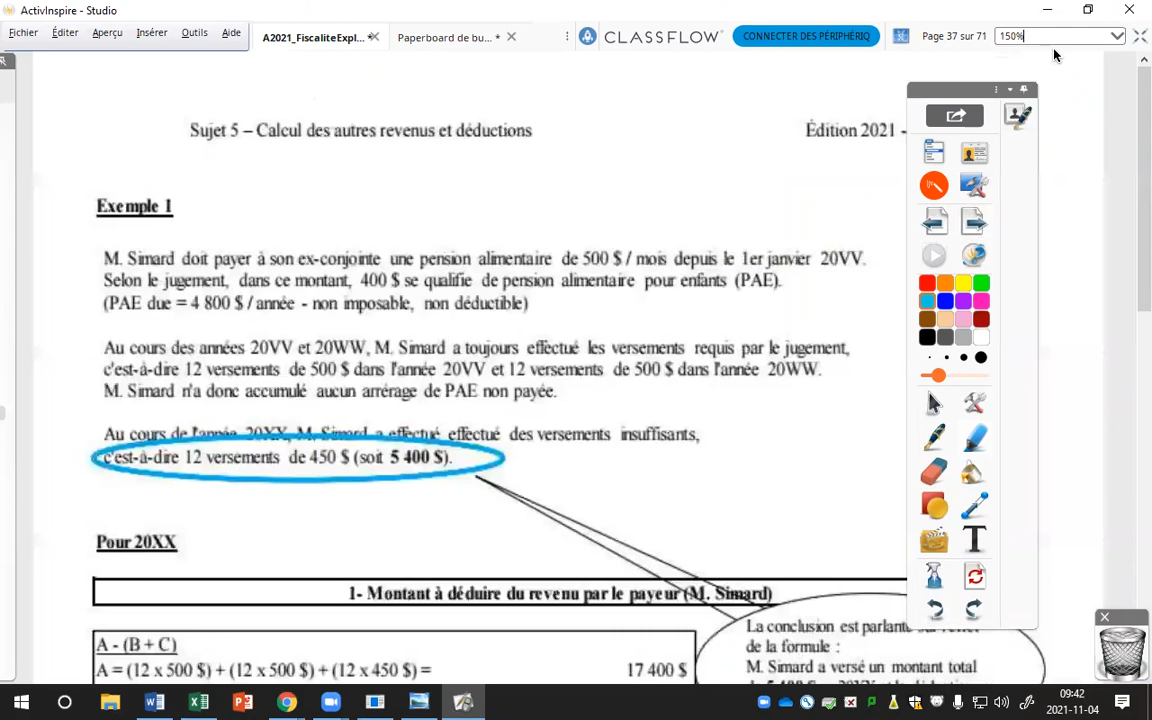 ActivInspire - Studio
Fichier Éditer Aperçu Insérer Outils Aide A2021_FiscaliteExpl... Paperboard de bu... * CLASSFLOW CONNECTER DES PÉRIPHÉRIQ Page 37 sur 71 150%
Sujet 5 – Calcul des autres revenus et déductions Édition 2021 -
Exemple 1
M. Simard doit payer à son ex-conjointe une pension alimentaire de 500 $ / mois depuis le 1er janvier 20VV.
Selon le jugement, dans ce montant, 400 $ se qualifie de pension alimentaire pour enfants (PAE).
(PAE due = 4 800 $ / année - non imposable, non déductible)
Au cours des années 20VV et 20WW, M. Simard a toujours effectué les versements requis par le jugement,
c'est-à-dire 12 versements de 500 $ dans l'année 20VV et 12 versements de 500 $ dans l'année 20WW.
M. Simard n'a donc accumulé aucun arrérage de PAE non payée.
Au cours de l'année 20XX, M. Simard a effectué effectué des versements insuffisants,
c'est-à-dire 12 versements de 450 $ (soit 5 400 $).
Pour 20XX
1- Montant à déduire du revenu par le payeur (M. Simard)
A - (B + C)
A = (12 x 500 $) + (12 x 500 $) + (12 x 450 $) = 17 400 $
La conclusion est parlante
de la formule :
M. Simard a versé un montant total
T
09:42
2021-11-04